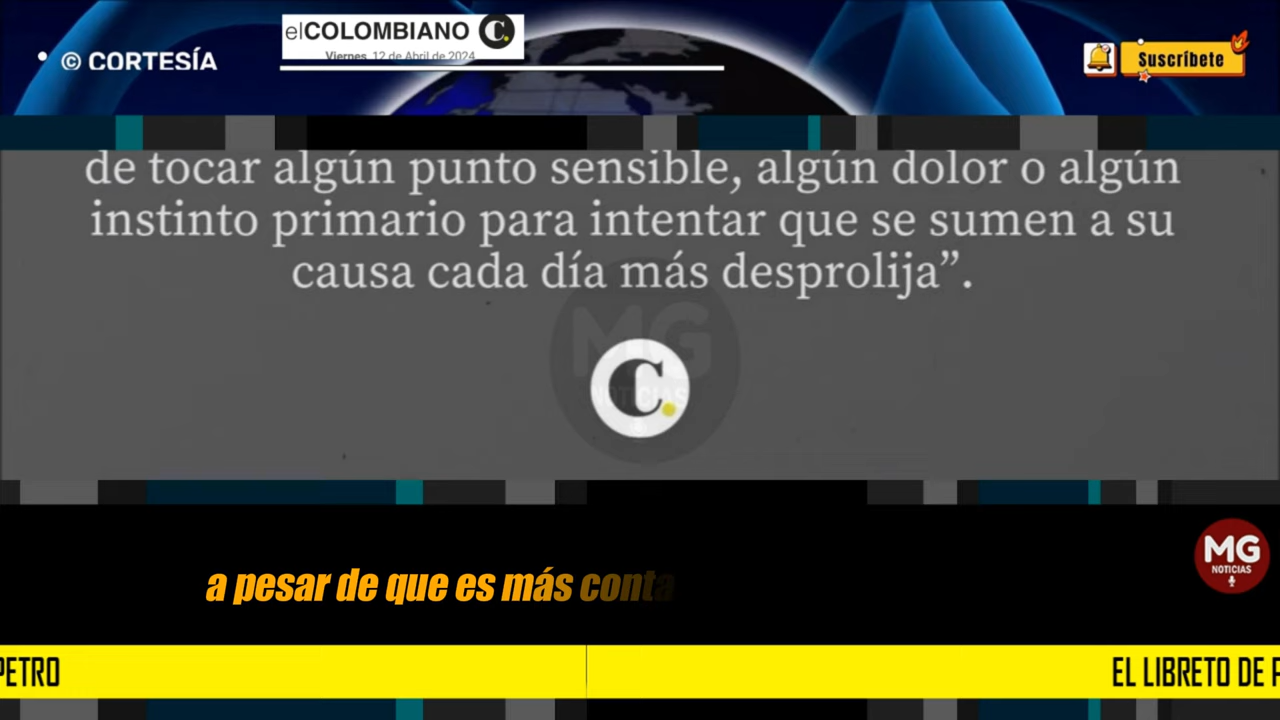 elCOLOMBIANO C.
Viernes, 12 de Abril de 2024
© CORTESÍA
Suscríbete
de tocar algún punto sensible, algún dolor o algún
instinto primario para intentar que se sumen a su
causa cada día más desprolija”.
MG
NOTICIAS
C.
MG
NOTICIAS
a pesar de que es más conta
PETRO
EL LIBRETO DE P